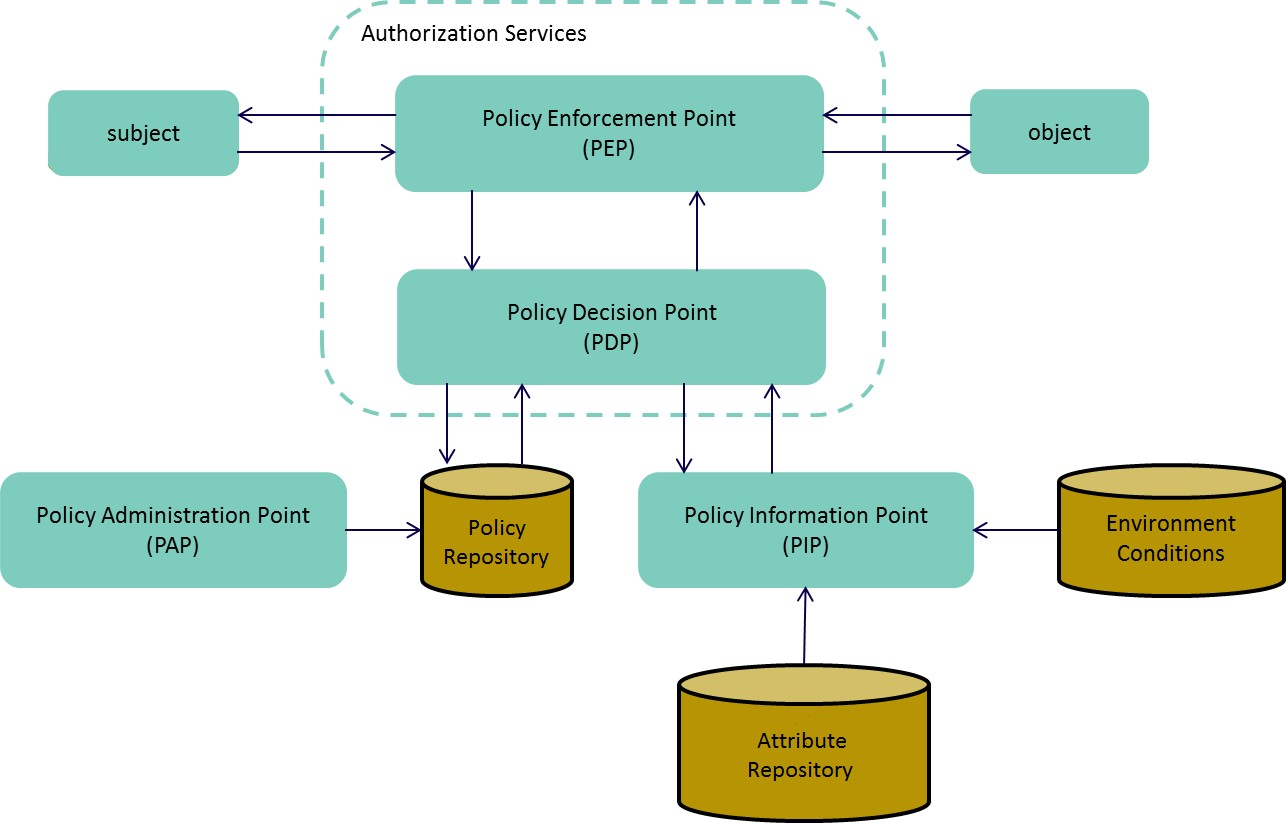 Authorization Services
subject
Policy Enforcement Point
(PEP)
object
Policy Decision Point
(PDP)
Policy Administration Point
(PAP)
Policy
Repository
Policy Information Point
(PIP)
Environment
Conditions
Attribute
Repository